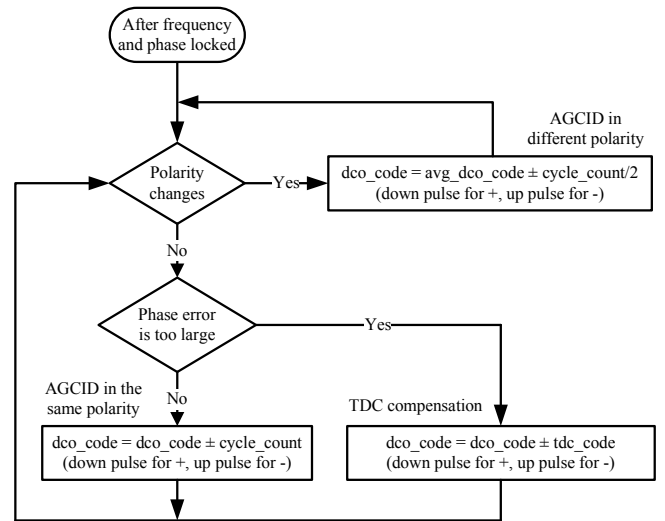 After frequency
and phase locked
AGCID in
different polarity
Polarity
changes
Yes
dco_code = avg_dco_code ± cycle_count/2
(down pulse for +, up pulse for -)
No
Phase error
is too large
Yes
AGCID in the
same polarity
No
TDC compensation
dco_code = dco_code ± cycle_count
(down pulse for +, up pulse for -)
dco_code = dco_code ± tdc_code
(down pulse for +, up pulse for -)